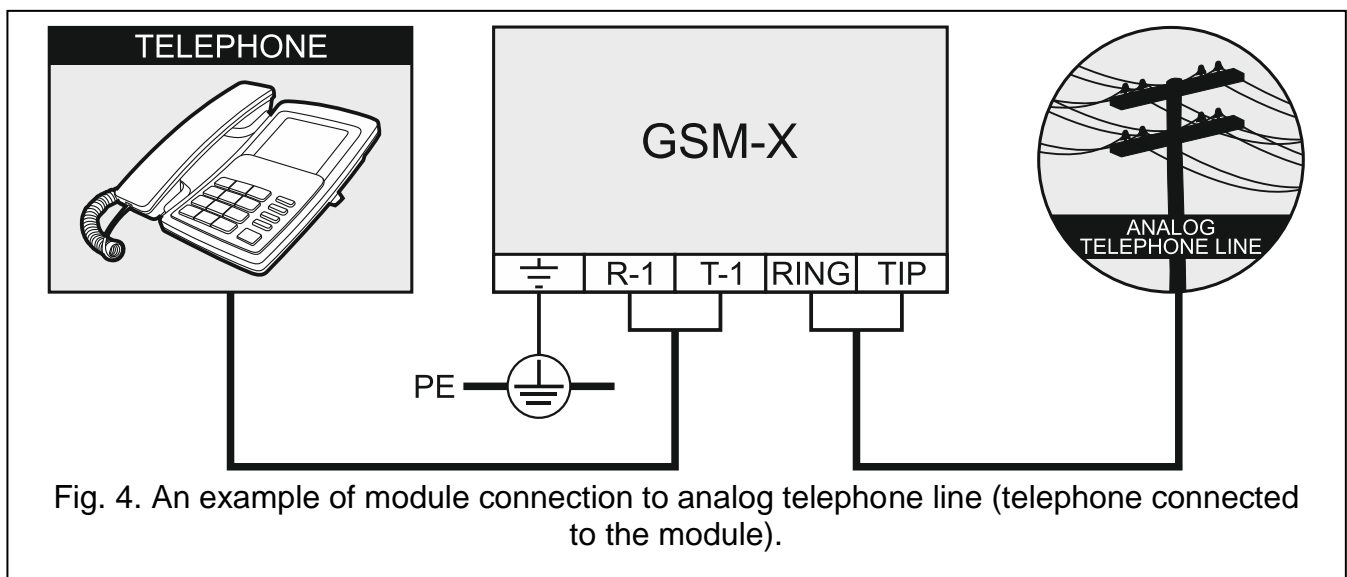 TELEPHONE
GSM-X
ANALOG
TELEPHONE LINE
R-1 T-1 RING TIP
PE
Fig. 4. An example of module connection to analog telephone line (telephone connected
to the module).